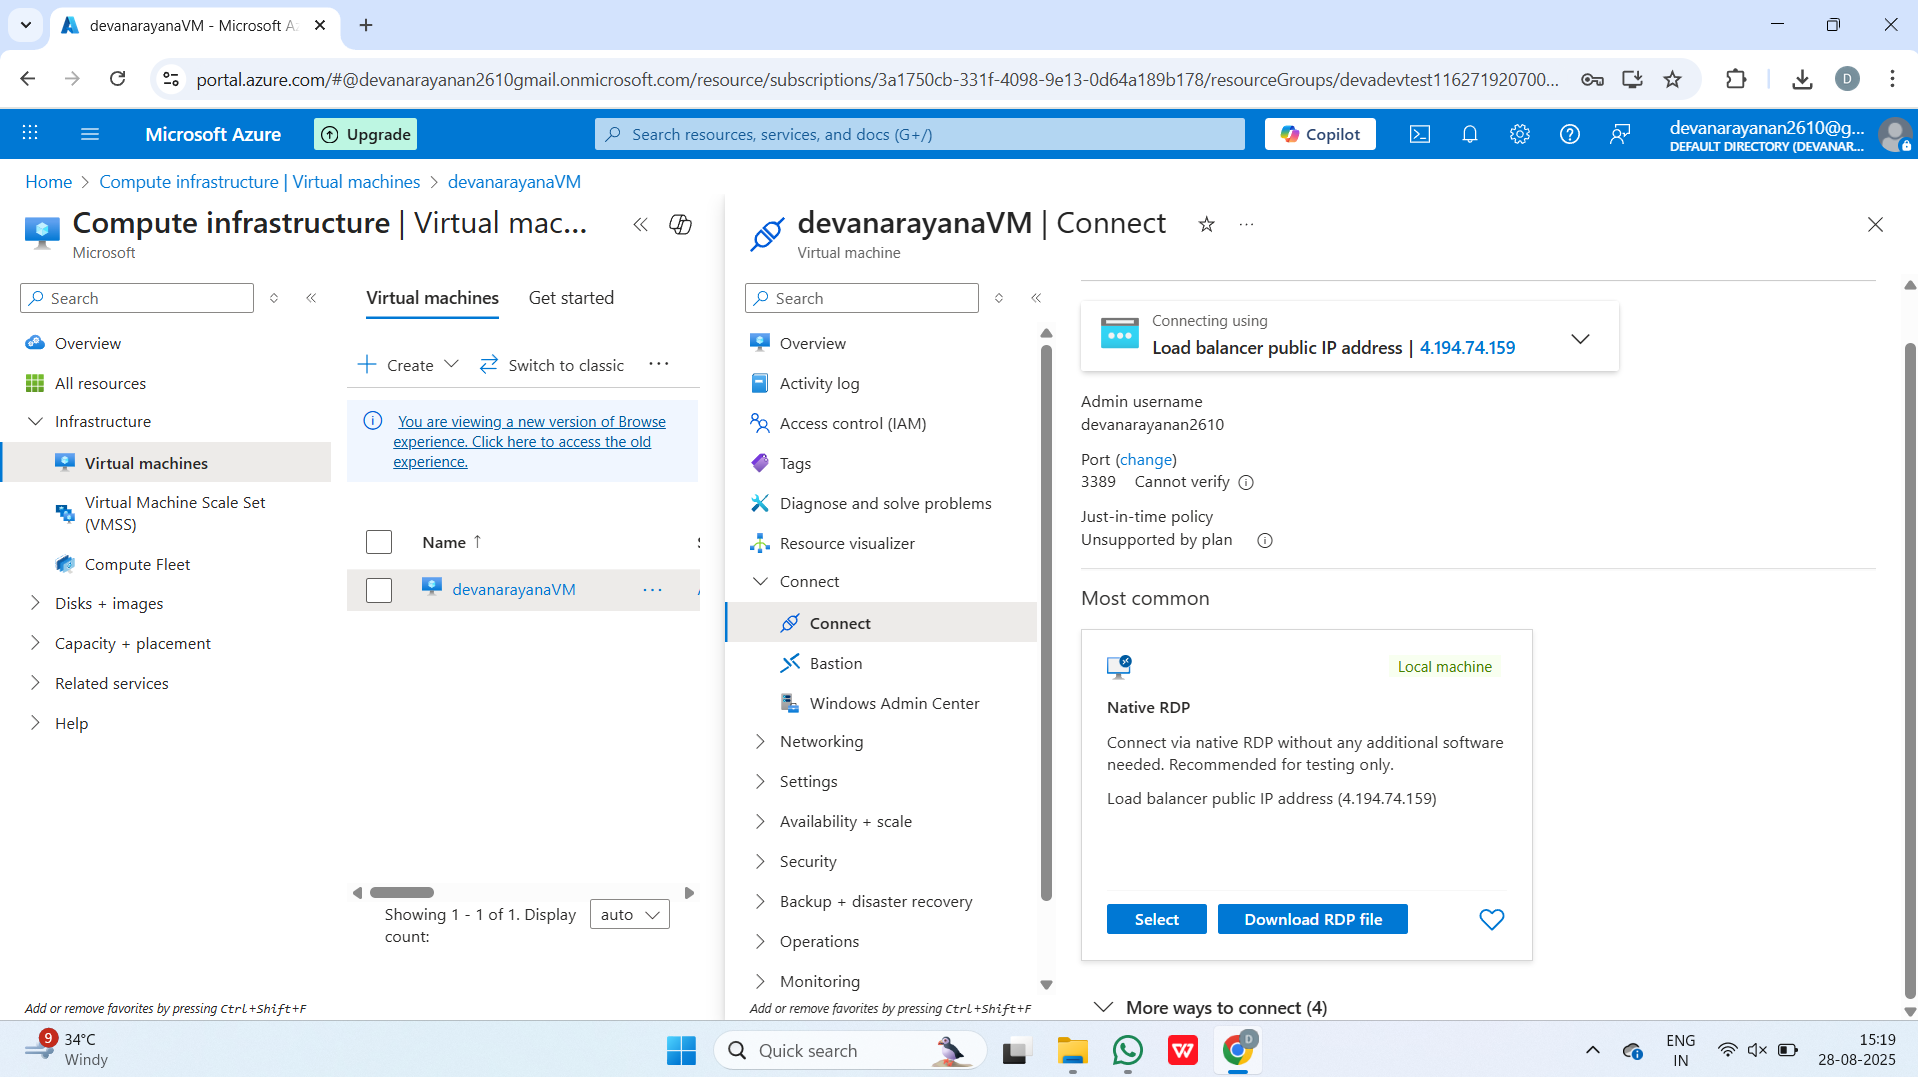 devanarayanaVM - Microsoft Az
portal.azure.com/#@devanarayanan2610gmail.onmicrosoft.com/resource/subscriptions/3a1750cb-331f-4098-9e13-0d64a189b178/resourceGroups/devadevtest116271920700...
D
Microsoft Azure
Upgrade
Search resources, services, and docs (G+/)
Copilot
devanarayanan2610@g...
DEFAULT DIRECTORY (DEVANAR...
Home > Compute infrastructure | Virtual machines > devanarayanaVM
Compute infrastructure | Virtual mac...
Microsoft
Search
Overview
All resources
Infrastructure
Virtual machines
Virtual Machine Scale Set
(VMSS)
Compute Fleet
Disks + images
Capacity + placement
Related services
Help
Add or remove favorites by pressing Ctrl+Shift+F
Virtual machines
Get started
Create
Switch to classic
...
You are viewing a new version of Browse
experience. Click here to access the old
experience.
Name ↑
devanarayanaVM
...
Showing 1 - 1 of 1. Display
count:
auto
devanarayanaVM | Connect
...
Virtual machine
Search
Overview
Activity log
Access control (IAM)
Tags
Diagnose and solve problems
Resource visualizer
Connect
Connect
Bastion
Windows Admin Center
Networking
Settings
Availability + scale
Security
Backup + disaster recovery
Operations
Monitoring
Add or remove favorites by pressing Ctrl+Shift+F
Connecting using
Load balancer public IP address | 4.194.74.159
Admin username
devanarayanan2610
Port (change)
3389 Cannot verify
Just-in-time policy
Unsupported by plan
Most common
Local machine
Native RDP
Connect via native RDP without any additional software
needed. Recommended for testing only.
Load balancer public IP address (4.194.74.159)
Select
Download RDP file
More ways to connect (4)
9
34°C
Windy
Quick search
W
D
ENG
IN
15:19
28-08-2025